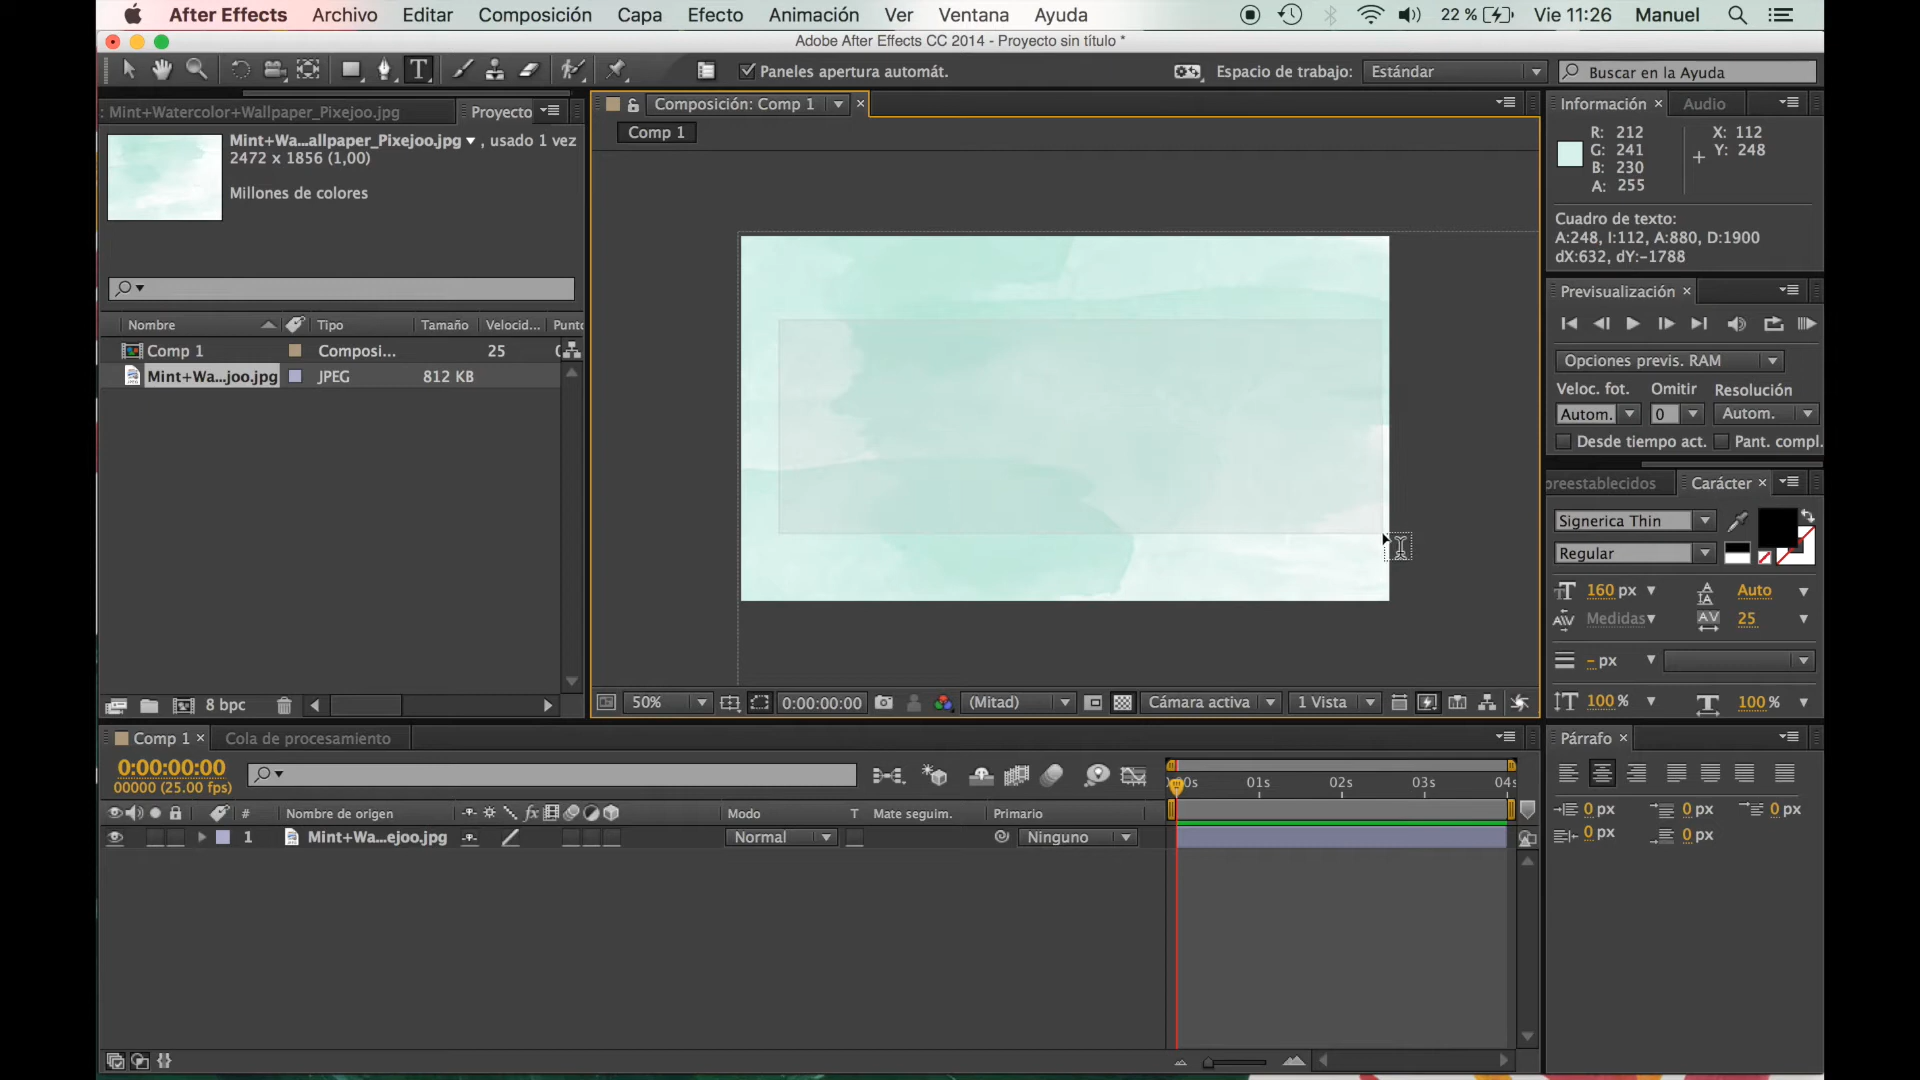 After Effects Archivo Editar Composición Capa Efecto Animación Ver Ventana Ayuda 22 % Vie 11:26 Manuel
Adobe After Effects CC 2014 - Proyecto sin título *
T Paneles apertura automát. Espacio de trabajo: Estándar Buscar en la Ayuda
: Mint+Watercolor+Wallpaper_Pixejoo.jpg Proyecto
Mint+Wa...allpaper_Pixejoo.jpg , usado 1 vez
2472 x 1856 (1,00)
Millones de colores
Nombre Tipo Tamaño Velocid... Punto
Comp 1 Composi... 25
Mint+Wa...joo.jpg JPEG 812 KB
8 bpc
Composición: Comp 1
Comp 1
50% 0:00:00:00 (Mitad) Cámara activa 1 Vista
Información Audio
R: 212 X: 112
G: 241 Y: 248
B: 230
A: 255
Cuadro de texto:
A:248, I:112, A:880, D:1900
dX:632, dY:-1788
Previsualización
Opciones previs. RAM
Veloc. fot. Omitir Resolución
Autom. 0 Autom.
Desde tiempo act. Pant. compl.
preestablecidos Carácter
Signerica Thin
Regular
160 px Auto
Medidas 25
- px
100 % 100 %
Comp 1 Cola de procesamiento
0:00:00:00
00000 (25.00 fps)
# Nombre de origen fx Modo T Mate seguim. Primario
1 Mint+Wa...ejoo.jpg Normal Ninguno
01s 02s 03s
Párrafo
0 px 0 px 0 px
0 px 0 px